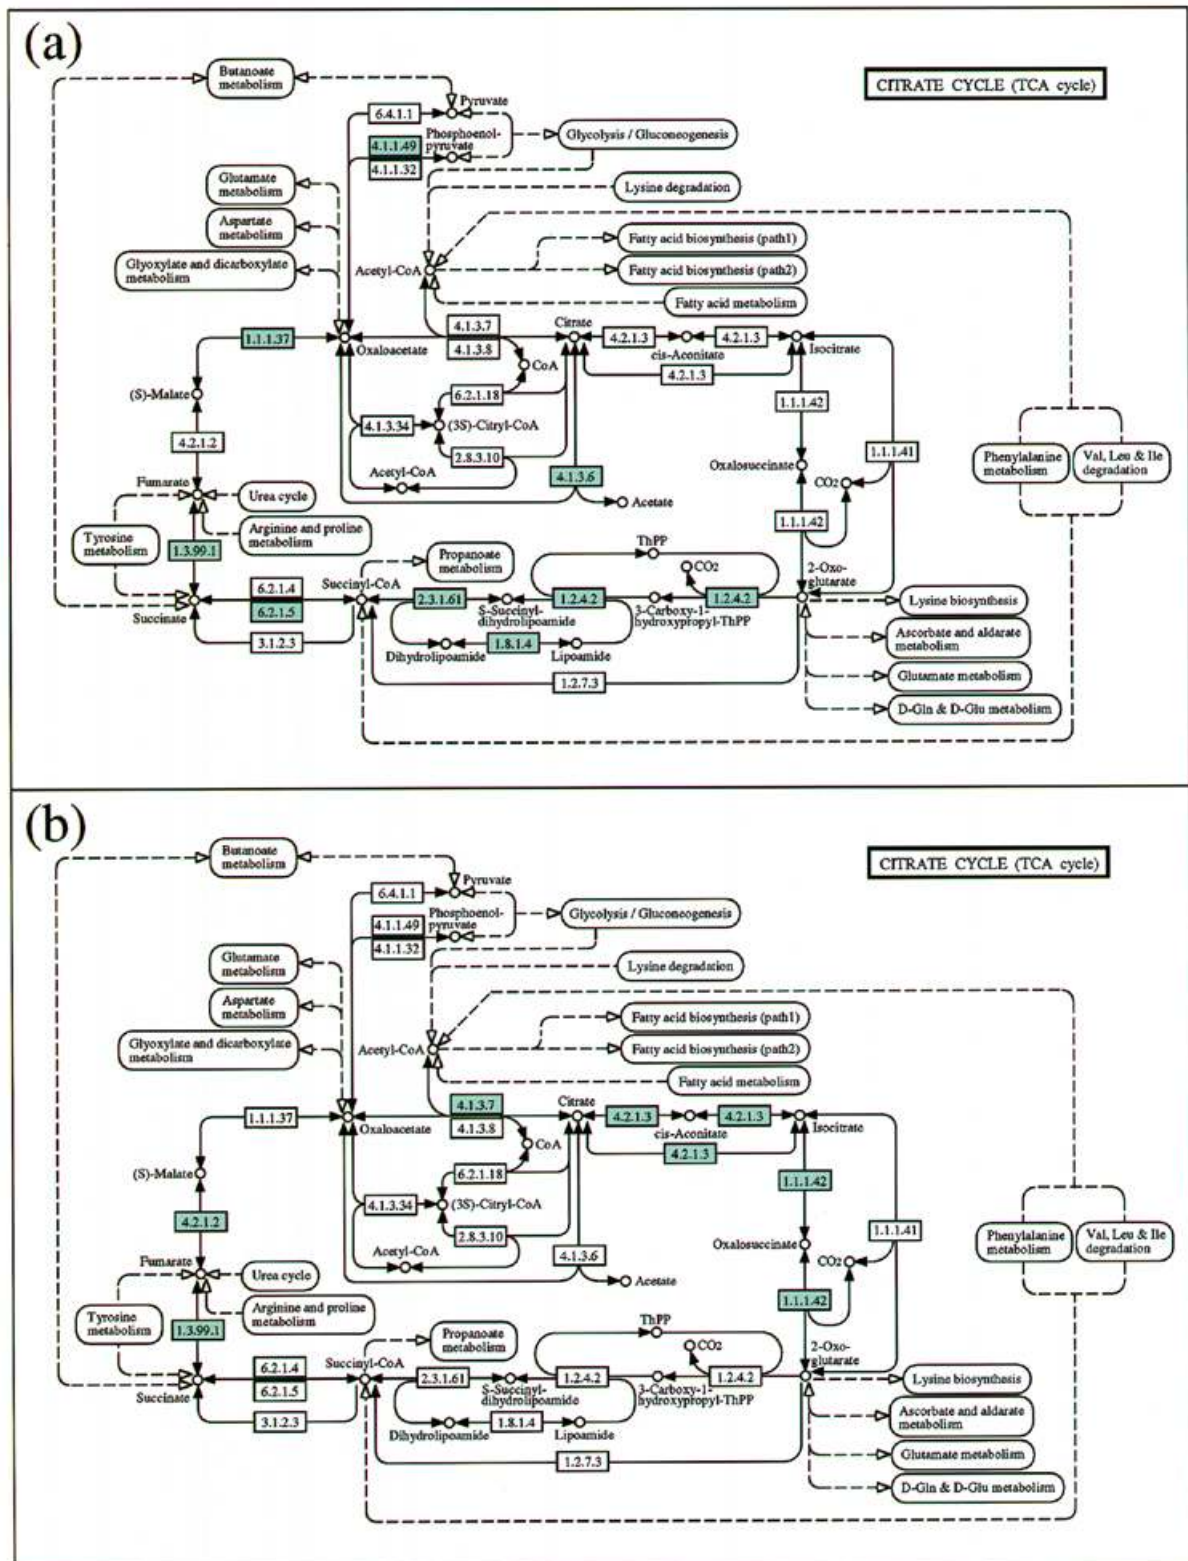 (a)
CITRATE CYCLE (TCA cycle)
Butanoate
metabolism
Pyruvate
6.4.1.1
Phosphoenol-
pyruvate
4.1.1.49
4.1.1.32
Glycolysis / Gluconeogenesis
Glutamate
metabolism
Lysine degradation
Aspartate
metabolism
Fatty acid biosynthesis (path1)
Glyoxylate and dicarboxylate
metabolism
Acetyl-CoA
Fatty acid biosynthesis (path2)
Fatty acid metabolism
1.1.1.37
Oxaloacetate
4.1.3.7
4.1.3.8
Citrate
4.2.1.3
4.2.1.3
cis-Aconitate
Isocitrate
CoA
4.2.1.3
(S)-Malate
6.2.1.18
1.1.1.42
4.1.3.34
(3S)-Citryl-CoA
4.2.1.2
2.8.3.10
1.1.1.41
Phenylalanine
metabolism
Val, Leu & Ile
degradation
Acetyl-CoA
4.1.3.6
Oxalosuccinate
CO2
Fumarate
Urea cycle
Acetate
Tyrosine
metabolism
Arginine and proline
metabolism
1.1.1.42
1.3.99.1
Propanoate
metabolism
ThPP
CO2
2-Oxo-
glutarate
6.2.1.4
6.2.1.5
Succinyl-CoA
2.3.1.61
S-Succinyl-
dihydrolipoamide
1.2.4.2
3-Carboxy-1-
hydroxypropyl-ThPP
1.2.4.2
Lysine biosynthesis
Succinate
3.1.2.3
Dihydrolipoamide
1.8.1.4
Lipoamide
Ascorbate and aldarate
metabolism
1.2.7.3
Glutamate metabolism
D-Gln & D-Glu metabolism
(b)
CITRATE CYCLE (TCA cycle)
Butanoate
metabolism
Pyruvate
6.4.1.1
Phosphoenol-
pyruvate
4.1.1.49
4.1.1.32
Glycolysis / Gluconeogenesis
Glutamate
metabolism
Lysine degradation
Aspartate
metabolism
Fatty acid biosynthesis (path1)
Glyoxylate and dicarboxylate
metabolism
Acetyl-CoA
Fatty acid biosynthesis (path2)
Fatty acid metabolism
1.1.1.37
Oxaloacetate
4.1.3.7
4.1.3.8
Citrate
4.2.1.3
4.2.1.3
cis-Aconitate
Isocitrate
CoA
4.2.1.3
(S)-Malate
6.2.1.18
1.1.1.42
4.1.3.34
(3S)-Citryl-CoA
4.2.1.2
2.8.3.10
1.1.1.41
Phenylalanine
metabolism
Val, Leu & Ile
degradation
Acetyl-CoA
4.1.3.6
Oxalosuccinate
CO2
Fumarate
Urea cycle
Acetate
Tyrosine
metabolism
Arginine and proline
metabolism
1.1.1.42
1.3.99.1
Propanoate
metabolism
ThPP
CO2
2-Oxo-
glutarate
6.2.1.4
6.2.1.5
Succinyl-CoA
2.3.1.61
S-Succinyl-
dihydrolipoamide
1.2.4.2
3-Carboxy-1-
hydroxypropyl-ThPP
1.2.4.2
Lysine biosynthesis
Succinate
3.1.2.3
Dihydrolipoamide
1.8.1.4
Lipoamide
Ascorbate and aldarate
metabolism
1.2.7.3
Glutamate metabolism
D-Gln & D-Glu metabolism